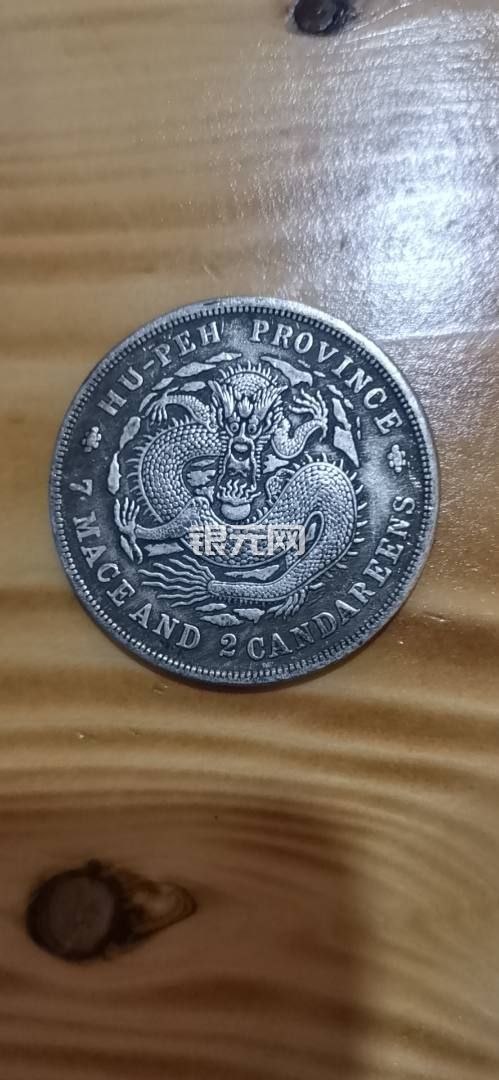 HU-PEH PROVINCE
银元网
7 MACE AND 2 CANDAREENS